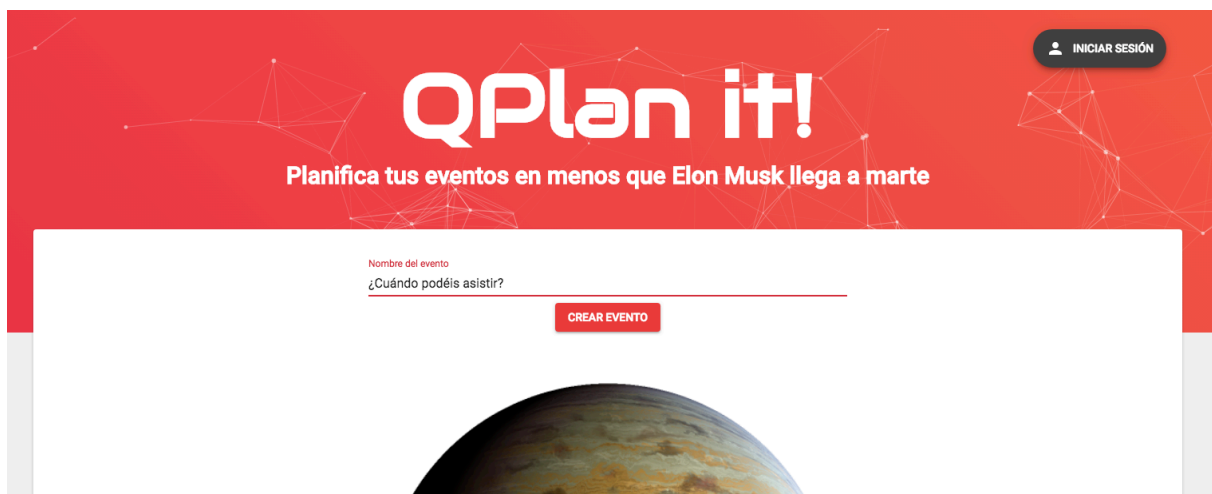 INICIAR SESIÓN
QPlan it!
Planifica tus eventos en menos que Elon Musk llega a marte
Nombre del evento
¿Cuándo podéis asistir?
CREAR EVENTO